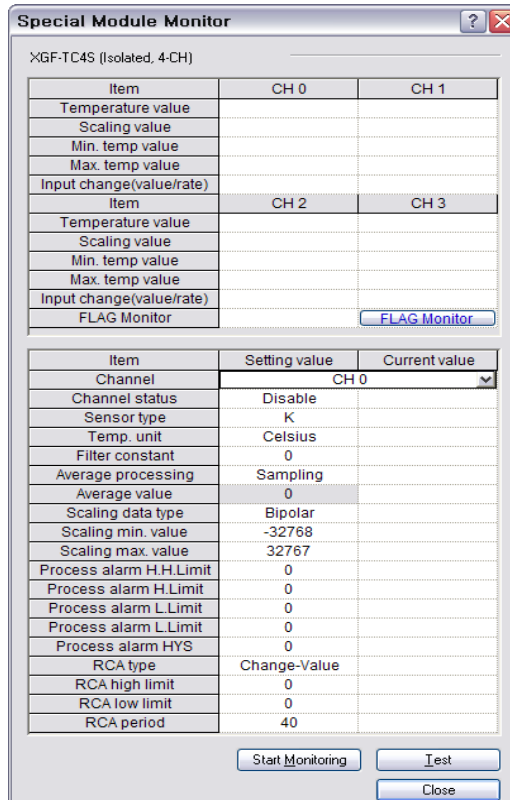 Special Module Monitor
XGF-TC4S (Isolated, 4-CH)
Item CH 0 CH 1
Temperature value
Scaling value
Min. temp value
Max. temp value
Input change(value/rate)
Item CH 2 CH 3
Temperature value
Scaling value
Min. temp value
Max. temp value
Input change(value/rate)
FLAG Monitor FLAG Monitor
Item Setting value Current value
Channel CH 0
Channel status Disable
Sensor type K
Temp. unit Celsius
Filter constant 0
Average processing Sampling
Average value 0
Scaling data type Bipolar
Scaling min. value -32768
Scaling max. value 32767
Process alarm H.H.Limit 0
Process alarm H.Limit 0
Process alarm L.Limit 0
Process alarm L.Limit 0
Process alarm HYS 0
RCA type Change-Value
RCA high limit 0
RCA low limit 0
RCA period 40
Start Monitoring Test
Close